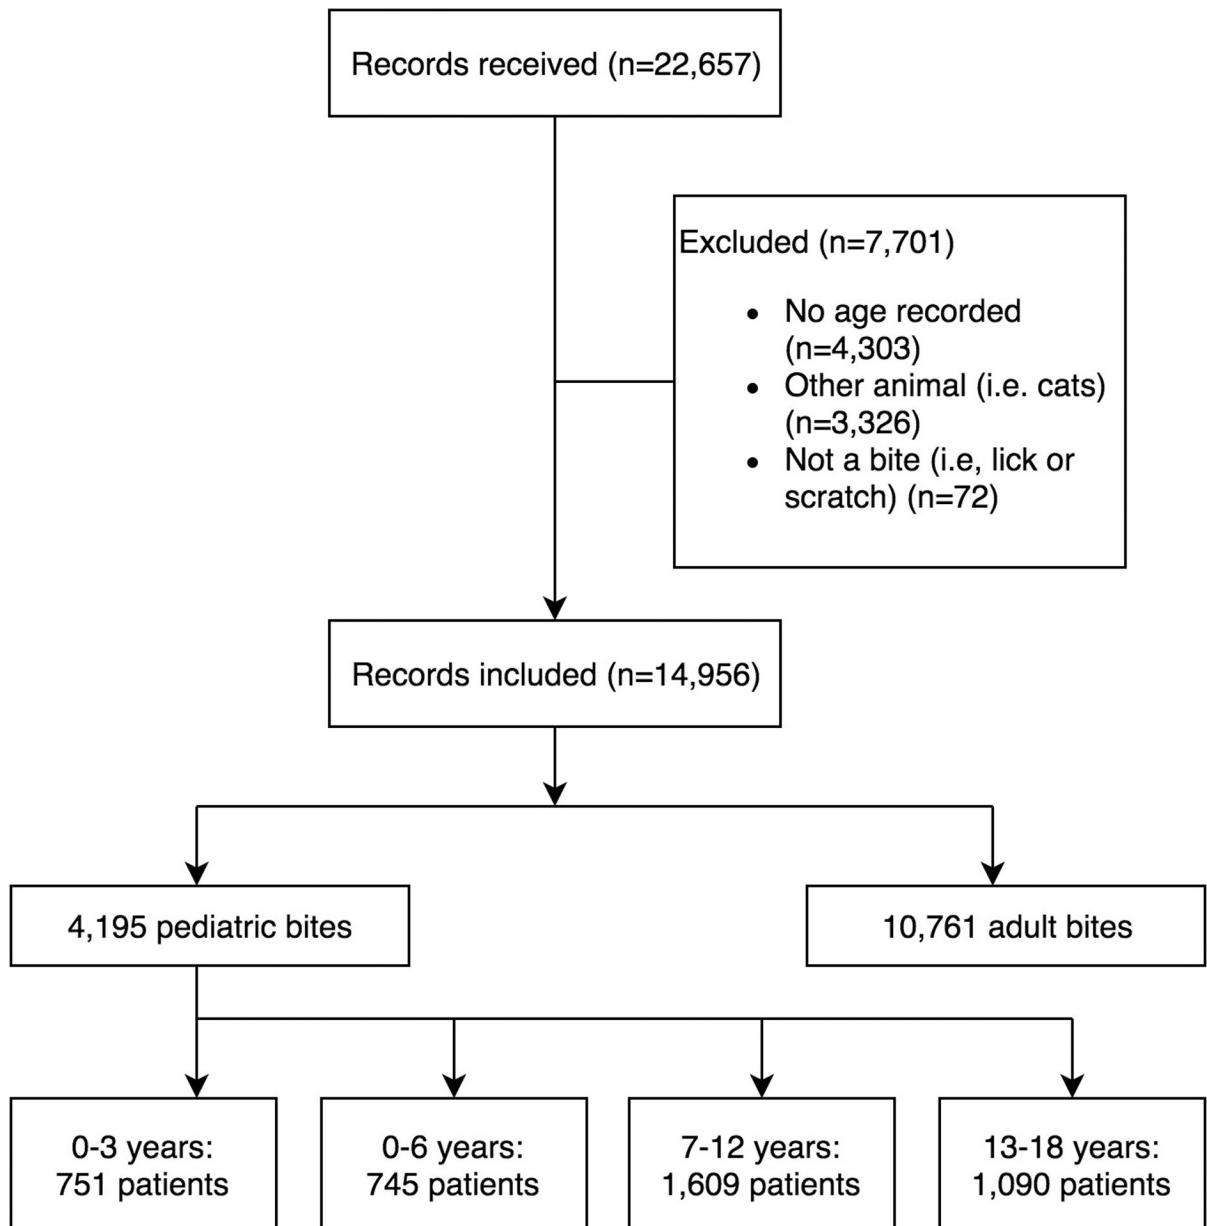 Records received (n=22,657)
Excluded (n=7,701)
• No age recorded
(n=4,303)
• Other animal (i.e. cats)
(n=3,326)
• Not a bite (i.e, lick or
scratch) (n=72)
Records included (n=14,956)
4,195 pediatric bites
10,761 adult bites
0-3 years:
751 patients
0-6 years:
745 patients
7-12 years:
1,609 patients
13-18 years:
1,090 patients